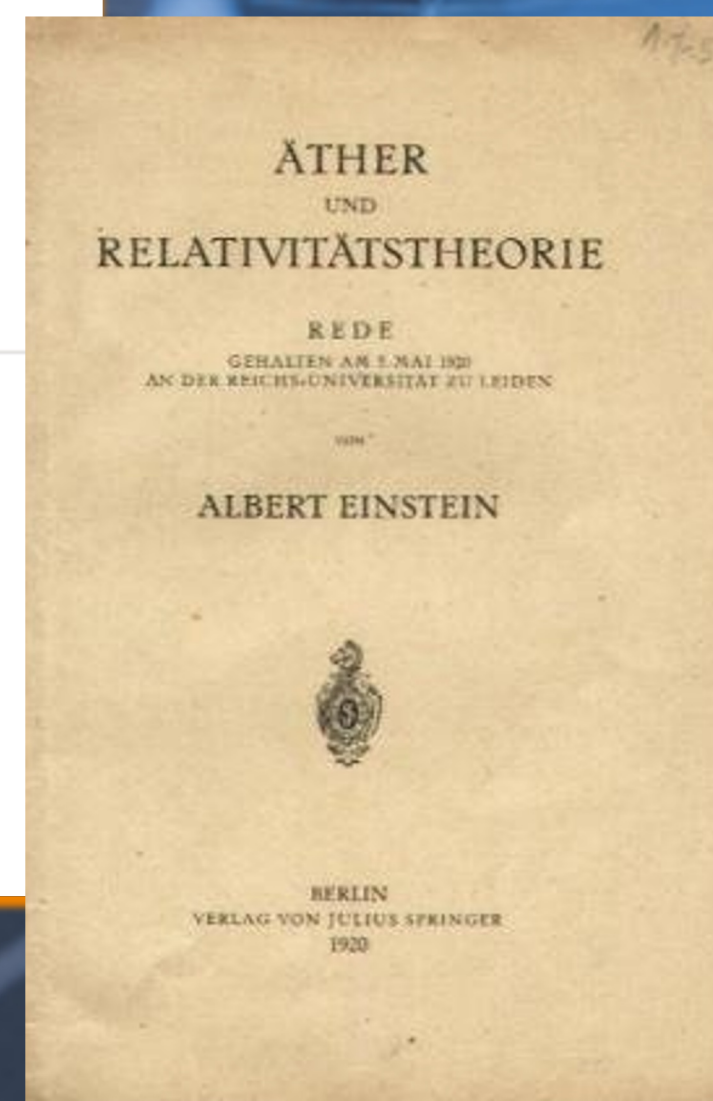 ÄTHER
UND
RELATIVITÄTSTHEORIE
REDE
GEHALTEN AM 5. MAI 1920
AN DER REICHS-UNIVERSITÄT ZU LEIDEN
VON
ALBERT EINSTEIN
BERLIN
VERLAG VON JULIUS SPRINGER
1920